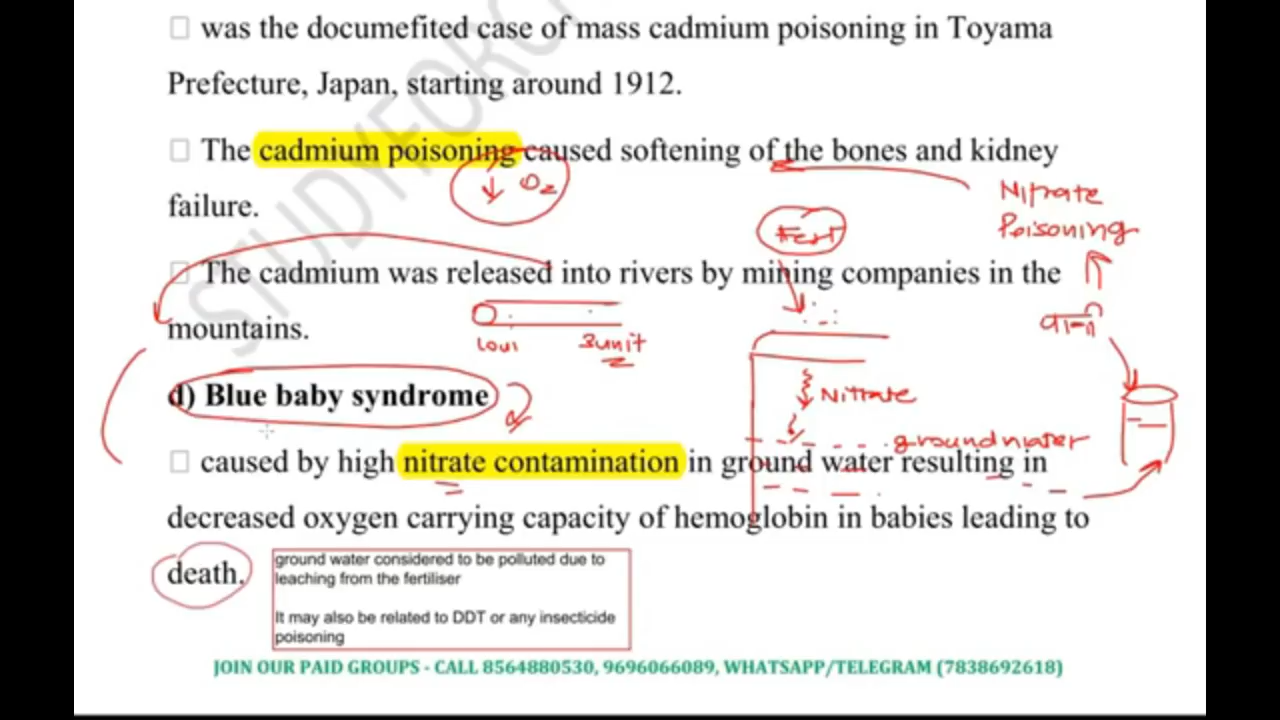 was the documefited case of mass cadmium poisoning in Toyama
Prefecture, Japan, starting around 1912.
The cadmium poisoning caused softening of the bones and kidney
failure.
↓ O2
Nitrate
Poisoning
Fert
The cadmium was released into rivers by mining companies in the
mountains.
3unit
d) Blue baby syndrome
Nitrate
groundwater
caused by high nitrate contamination in ground water resulting in
decreased oxygen carrying capacity of hemoglobin in babies leading to
death.
ground water considered to be polluted due to
leaching from the fertiliser
It may also be related to DDT or any insecticide
poisoning
JOIN OUR PAID GROUPS - CALL 8564880530, 9696066089, WHATSAPP/TELEGRAM (7838692618)